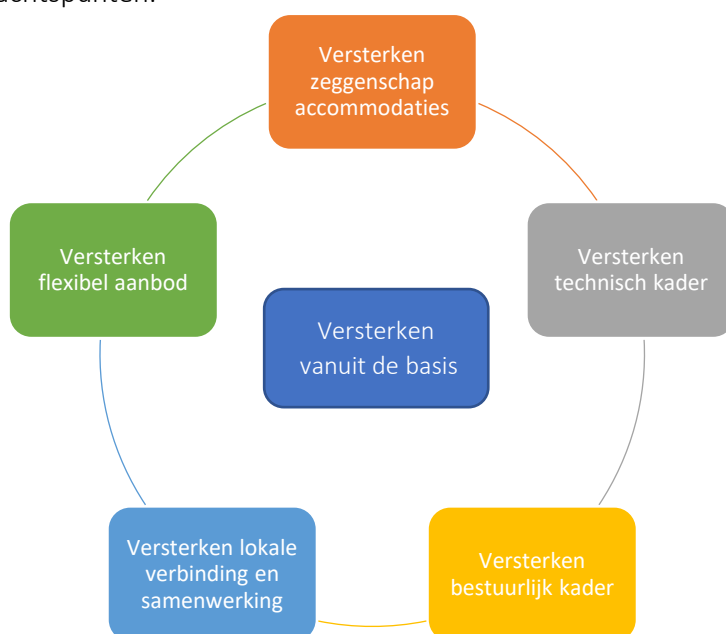 Versterken
zeggenschap
accommodaties
Versterken
flexibel aanbod
Versterken
technisch kader
Versterken
vanuit de basis
Versterken lokale
verbinding en
samenwerking
Versterken
bestuurlijk kader